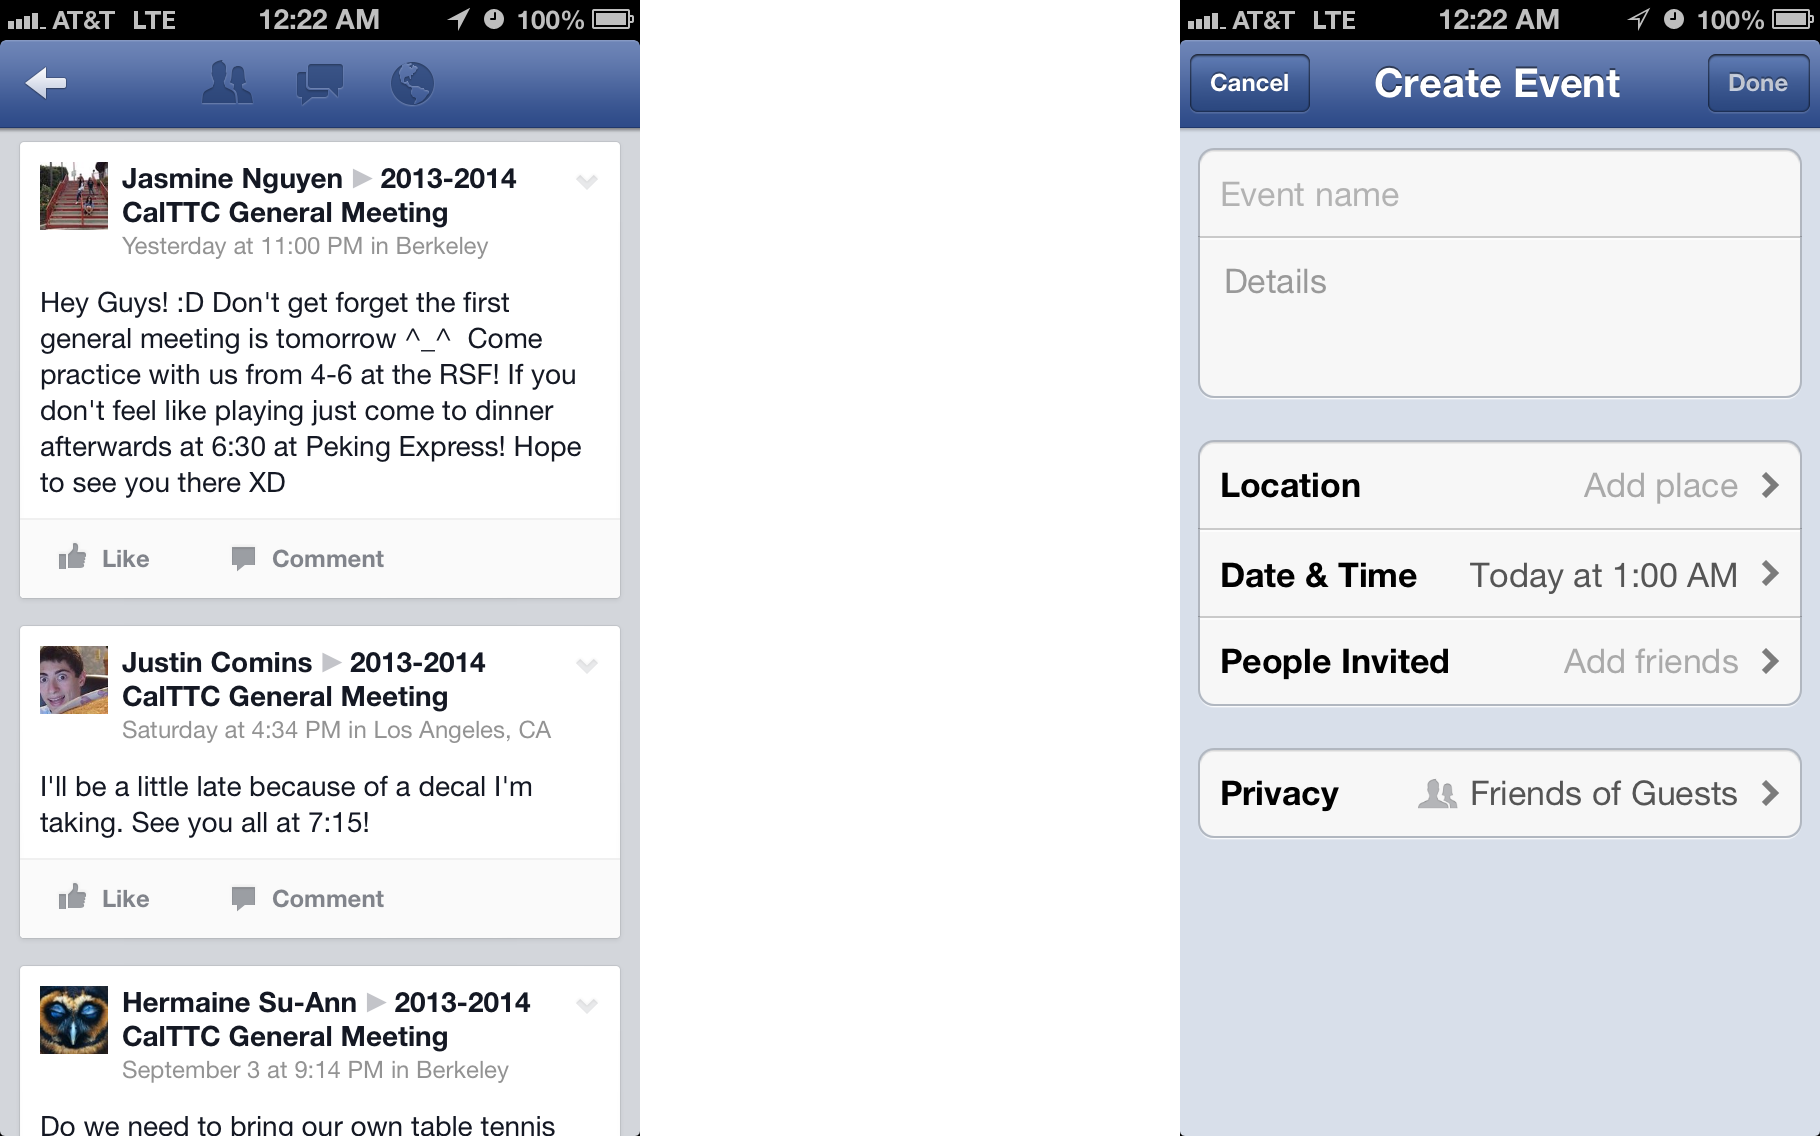 AT&T LTE 12:22 AM 100%
Jasmine Nguyen ▶ 2013-2014
CalTTC General Meeting
Yesterday at 11:00 PM in Berkeley
Hey Guys! :D Don't get forget the first
general meeting is tomorrow ^_^  Come
practice with us from 4-6 at the RSF! If you
don't feel like playing just come to dinner
afterwards at 6:30 at Peking Express! Hope
to see you there XD
Like Comment
Justin Comins ▶ 2013-2014
CalTTC General Meeting
Saturday at 4:34 PM in Los Angeles, CA
I'll be a little late because of a decal I'm
taking. See you all at 7:15!
Like Comment
Hermaine Su-Ann ▶ 2013-2014
CalTTC General Meeting
September 3 at 9:14 PM in Berkeley
Do we need to bring our own table tennis
AT&T LTE 12:22 AM 100%
Cancel Create Event Done
Event name
Details
Location Add place
Date & Time Today at 1:00 AM
People Invited Add friends
Privacy Friends of Guests